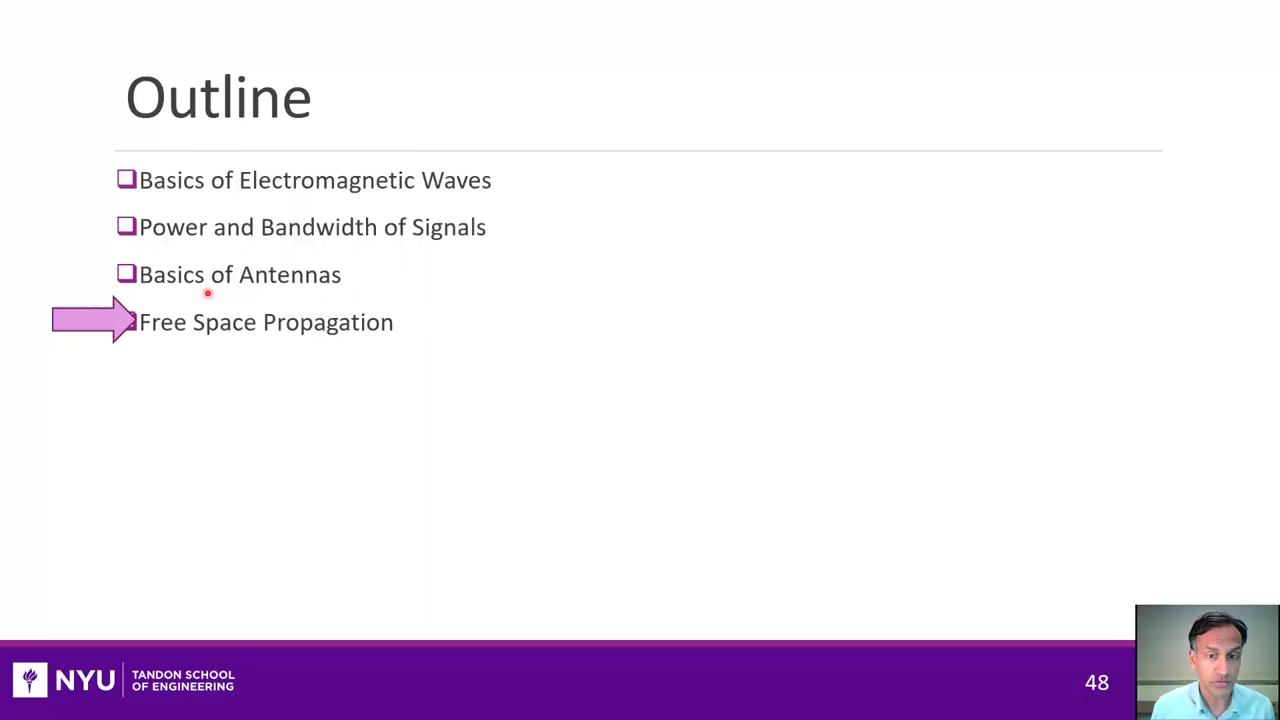 Outline
Basics of Electromagnetic Waves
Power and Bandwidth of Signals
Basics of Antennas
Free Space Propagation
NYU
TANDON SCHOOL
OF ENGINEERING
48